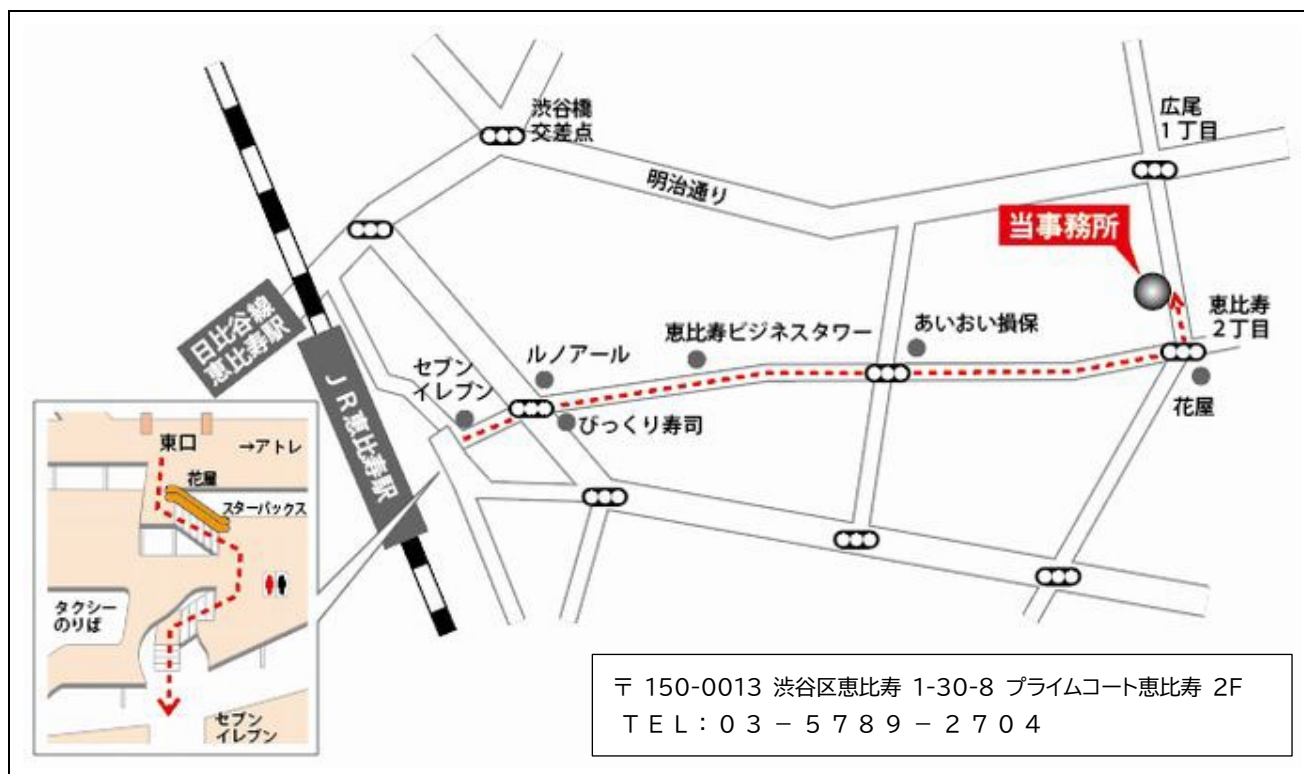 渋谷橋
交差点
広尾
1丁目
明治通り
当事務所
日比谷線
恵比寿駅
恵比寿
2丁目
あいおい損保
恵比寿ビジネスタワー
ルノアール
セブン
イレブン
JR恵比寿駅
びっくり寿司
花屋
東口
→アトレ
花屋
スターバックス
タクシー
のりば
セブン
イレブン
〒 150-0013 渋谷区恵比寿 1-30-8 プライムコート恵比寿 2F
ＴＥＬ：０３－５７８９－２７０４